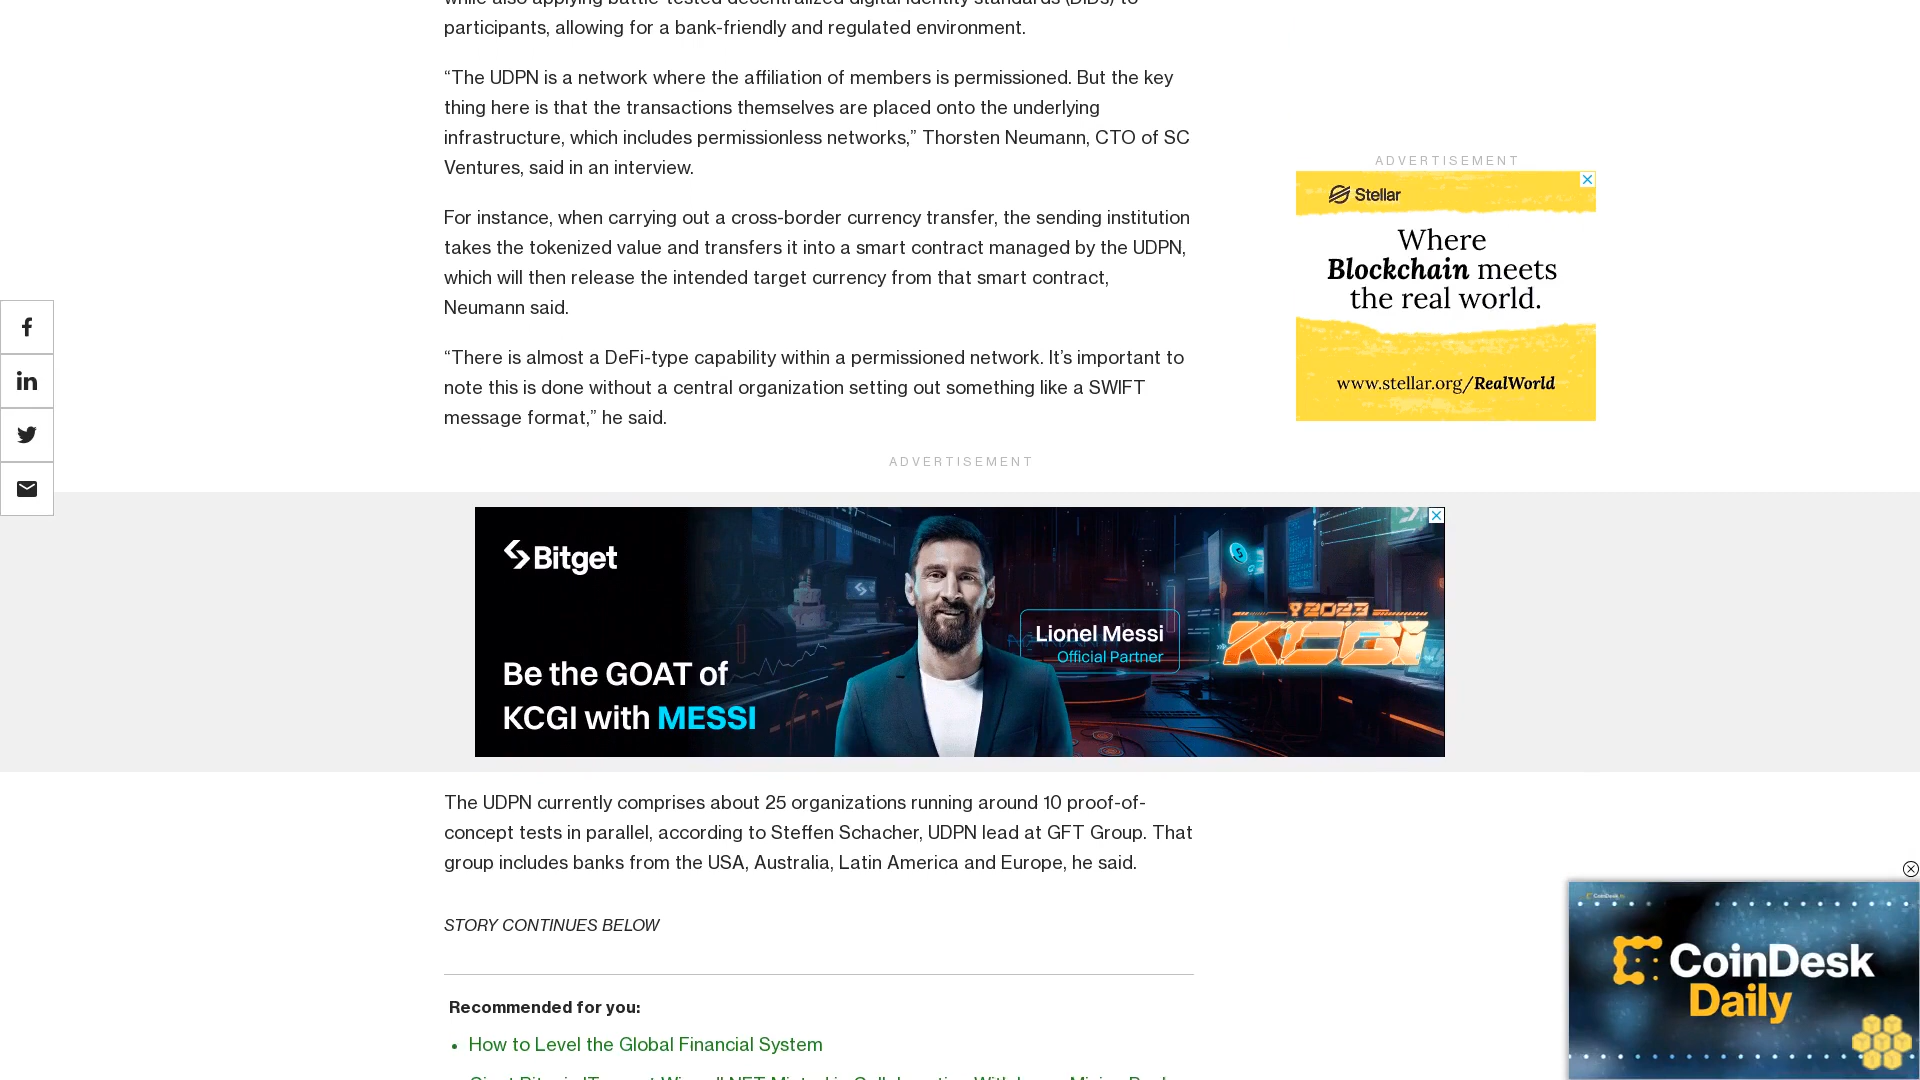 participants, allowing for a bank-friendly and regulated environment.
“The UDPN is a network where the affiliation of members is permissioned. But the key
thing here is that the transactions themselves are placed onto the underlying
infrastructure, which includes permissionless networks,” Thorsten Neumann, CTO of SC
Ventures, said in an interview.
For instance, when carrying out a cross-border currency transfer, the sending institution
takes the tokenized value and transfers it into a smart contract managed by the UDPN,
which will then release the intended target currency from that smart contract,
Neumann said.
“There is almost a DeFi-type capability within a permissioned network. It’s important to
note this is done without a central organization setting out something like a SWIFT
message format,” he said.
ADVERTISEMENT
Stellar
Where
Blockchain meets
the real world.
www.stellar.org/RealWorld
ADVERTISEMENT
Bitget
Be the GOAT of
KCGI with MESSI
Lionel Messi
Official Partner
2023
KCGI
The UDPN currently comprises about 25 organizations running around 10 proof-of-
concept tests in parallel, according to Steffen Schacher, UDPN lead at GFT Group. That
group includes banks from the USA, Australia, Latin America and Europe, he said.
STORY CONTINUES BELOW
Recommended for you:
How to Level the Global Financial System
CoinDesk
Daily